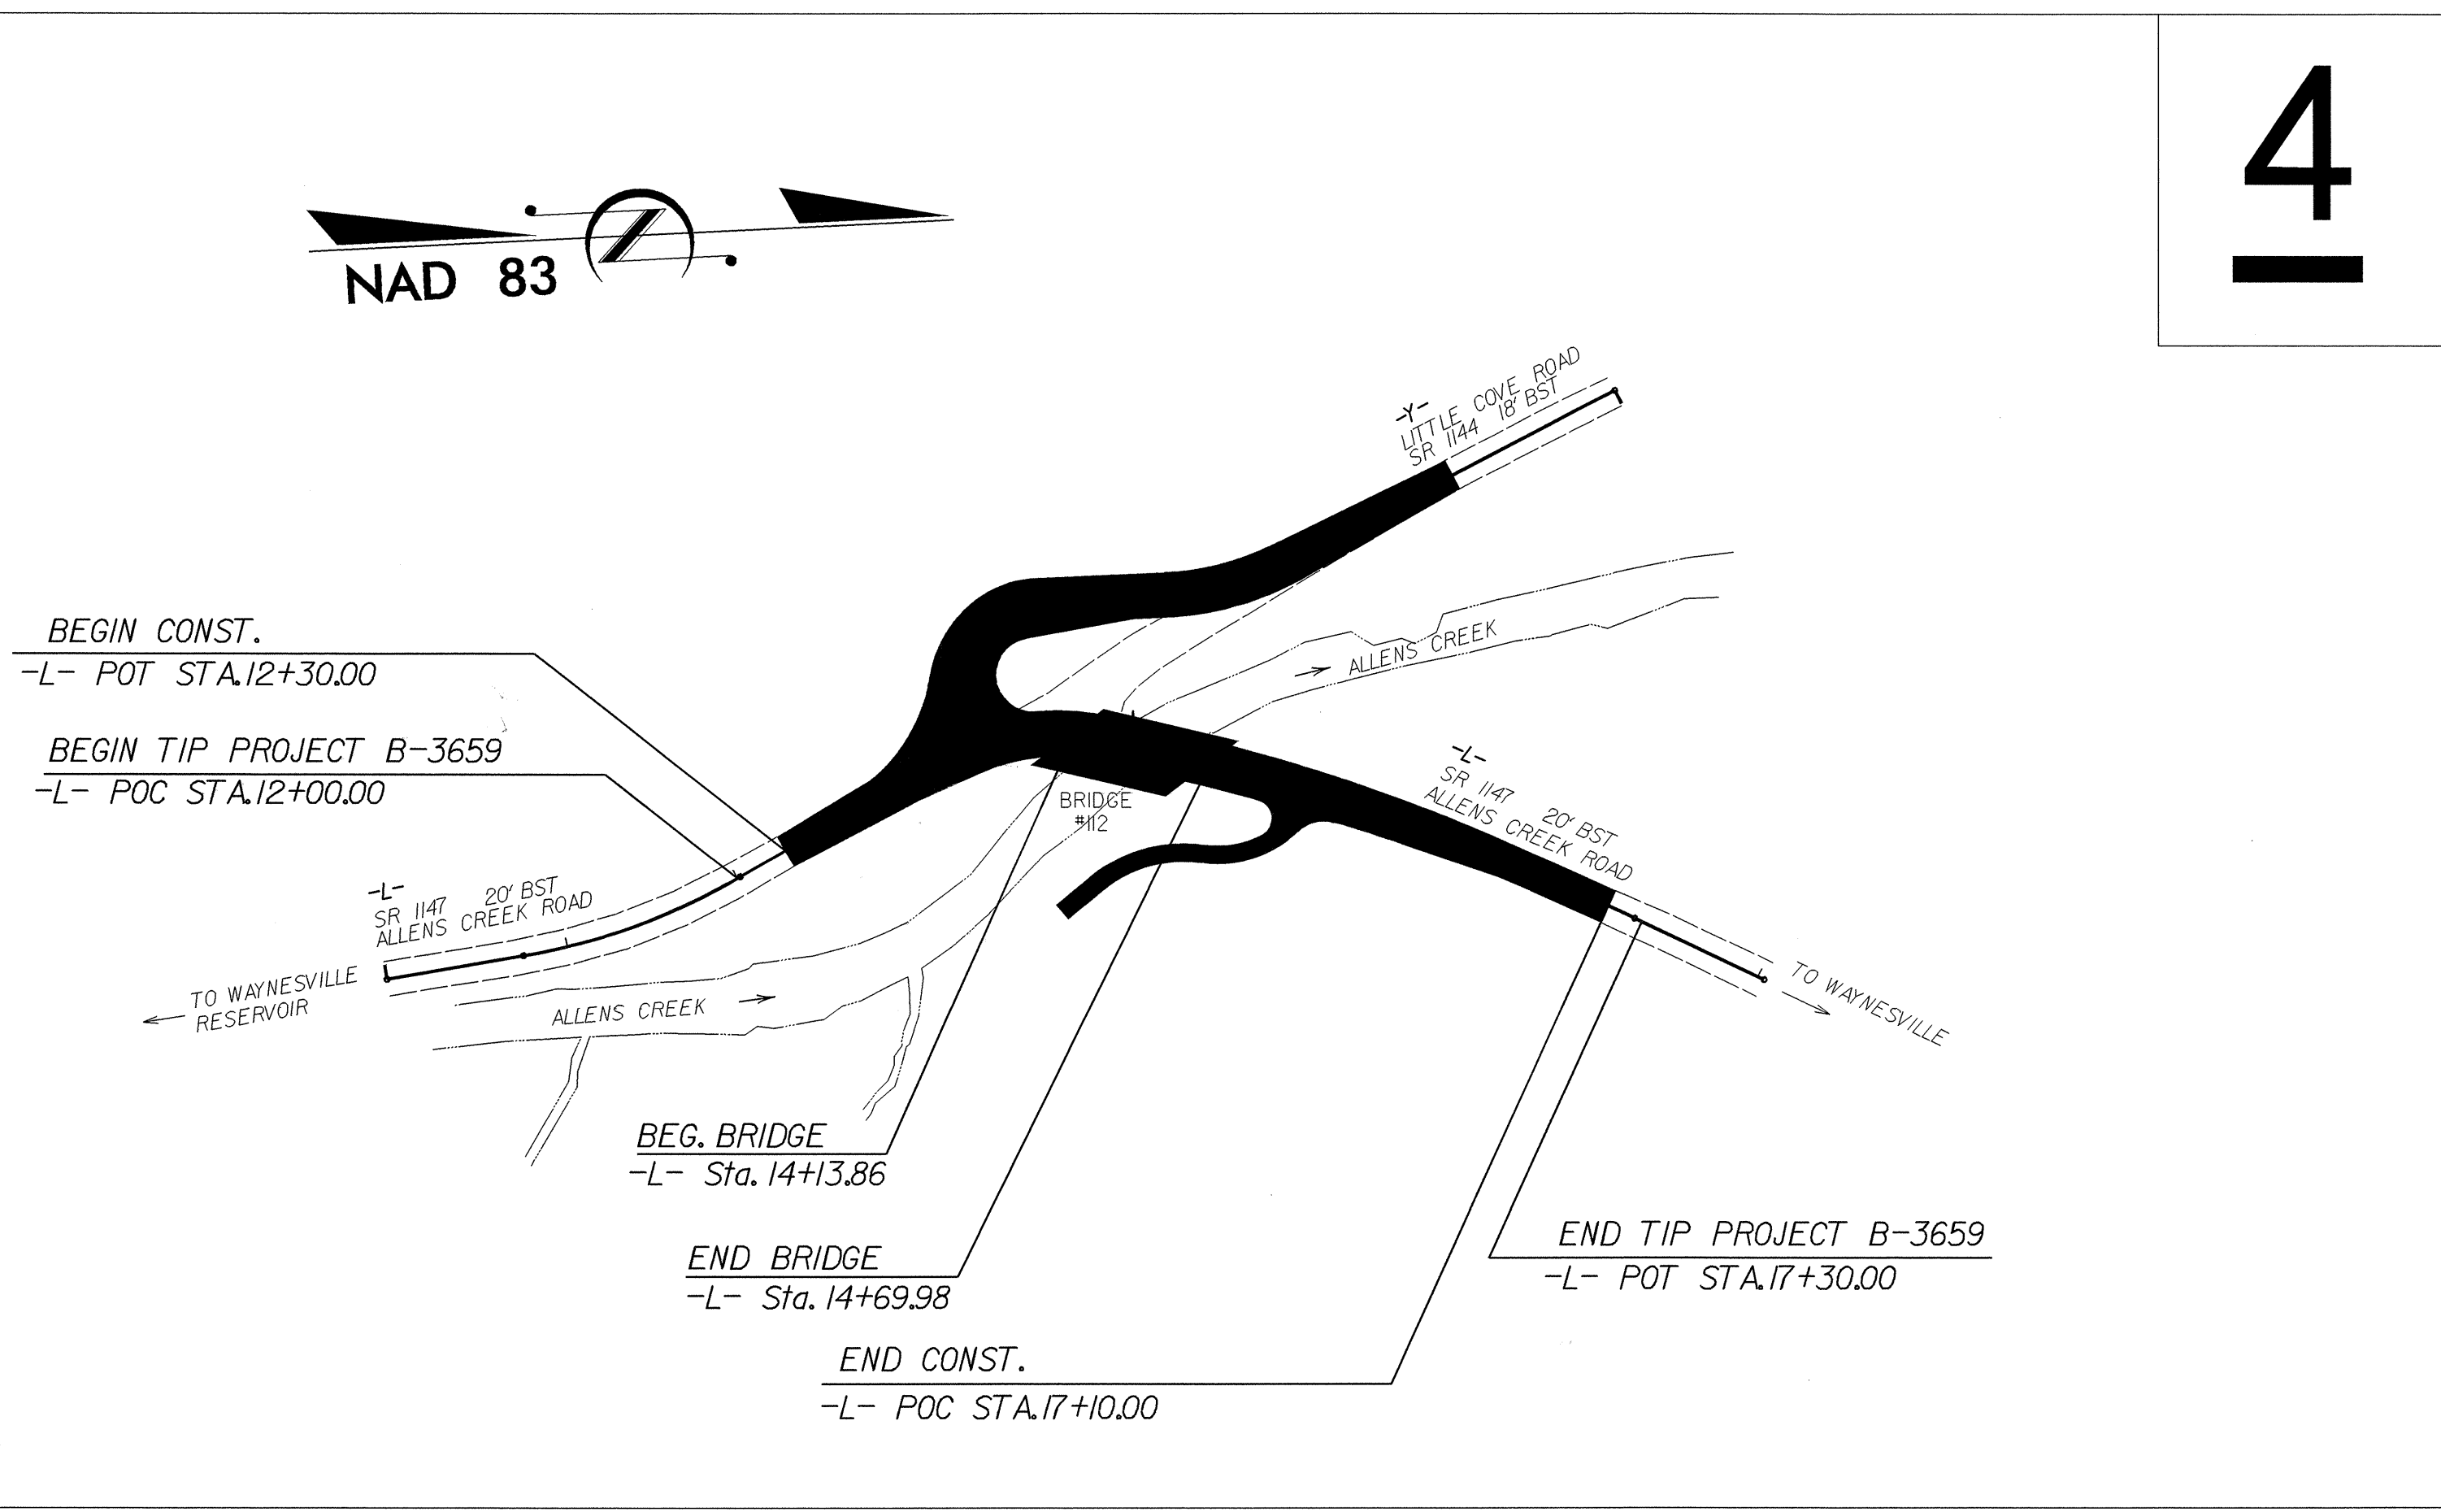 4
NAD 83
-Y-
LITTLE COVE ROAD
SR 1144 18' BST
BEGIN CONST.
-L- POT STA.12+30.00
ALLENS CREEK
BEGIN TIP PROJECT B-3659
-L- POC STA.12+00.00
BRIDGE
#112
-L-
SR 1147 20' BST
ALLENS CREEK ROAD
-L-
SR 1147 20' BST
ALLENS CREEK ROAD
TO WAYNESVILLE
RESERVOIR
ALLENS CREEK
TO WAYNESVILLE
BEG. BRIDGE
-L- Sta. 14+13.86
END BRIDGE
-L- Sta. 14+69.98
END TIP PROJECT B-3659
-L- POT STA.17+30.00
END CONST.
-L- POC STA.17+10.00